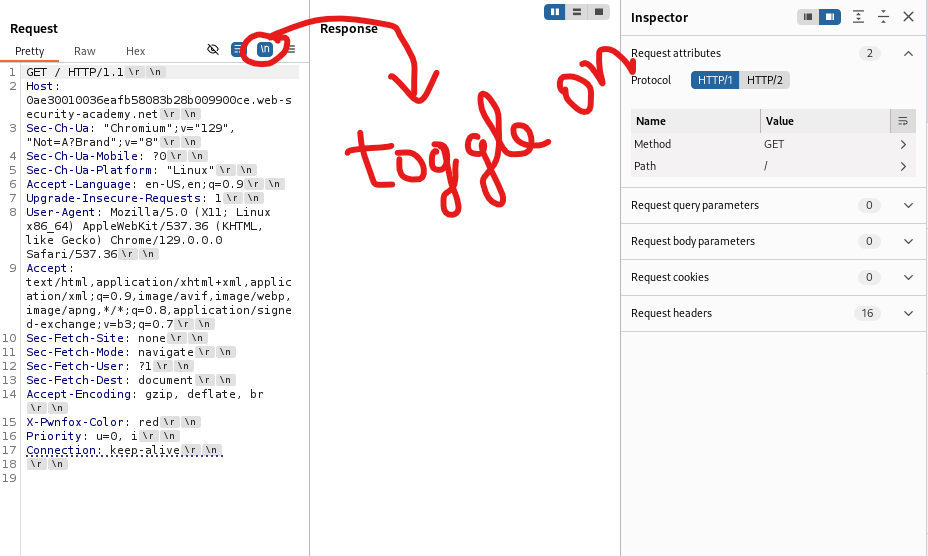 Request
Pretty
Raw
Hex
\n
1 GET / HTTP/1.1 \r \n
2 Host:
0ae30010036eafb58083b28b009900ce.web-s
ecurity-academy.net \r \n
3 Sec-Ch-Ua: "Chromium";v="129",
"Not=A?Brand";v="8" \r \n
4 Sec-Ch-Ua-Mobile: ?0 \r \n
5 Sec-Ch-Ua-Platform: "Linux" \r \n
6 Accept-Language: en-US,en;q=0.9 \r \n
7 Upgrade-Insecure-Requests: 1 \r \n
8 User-Agent: Mozilla/5.0 (X11; Linux
x86_64) AppleWebKit/537.36 (KHTML,
like Gecko) Chrome/129.0.0.0
Safari/537.36 \r \n
9 Accept:
text/html,application/xhtml+xml,applic
ation/xml;q=0.9,image/avif,image/webp,
image/apng,*/*;q=0.8,application/signe
d-exchange;v=b3;q=0.7 \r \n
10 Sec-Fetch-Site: none \r \n
11 Sec-Fetch-Mode: navigate \r \n
12 Sec-Fetch-User: ?1 \r \n
13 Sec-Fetch-Dest: document \r \n
14 Accept-Encoding: gzip, deflate, br
\r \n
15 X-Pwnfox-Color: red \r \n
16 Priority: u=0, i \r \n
17 Connection: keep-alive \r \n
18 \r \n
19
Response
toggle on
Inspector
Request attributes 2
Protocol HTTP/1 HTTP/2
Name Value
Method GET
Path /
Request query parameters 0
Request body parameters 0
Request cookies 0
Request headers 16